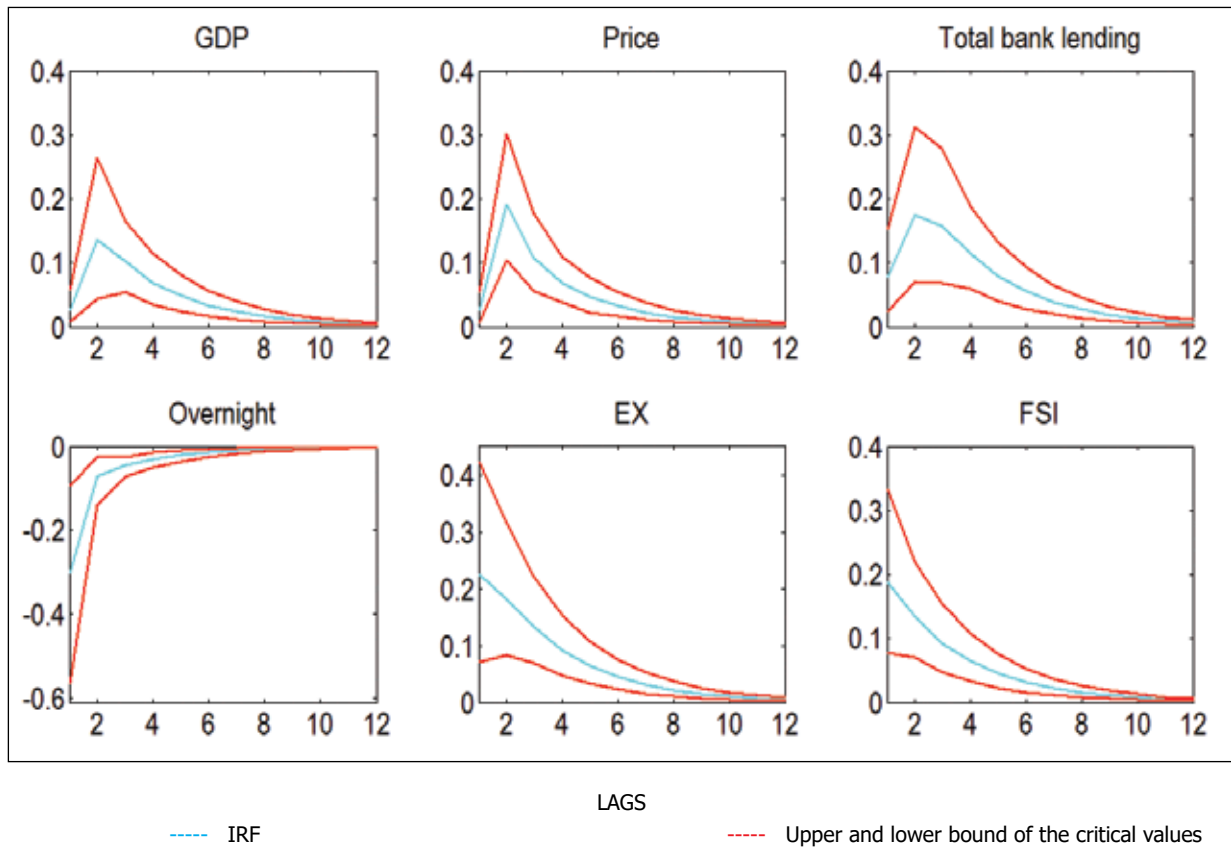 GDP
Price
Total bank lending
0.4
0.3
0.2
0.1
0
2 4 6 8 10 12
0.4
0.3
0.2
0.1
0
2 4 6 8 10 12
0.4
0.3
0.2
0.1
0
2 4 6 8 10 12
Overnight
EX
FSI
0
-0.2
-0.4
-0.6
2 4 6 8 10 12
0.4
0.3
0.2
0.1
0
2 4 6 8 10 12
0.4
0.3
0.2
0.1
0
2 4 6 8 10 12
LAGS
IRF
Upper and lower bound of the critical values